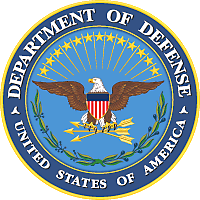 DEPARTMENT OF DEFENSE
UNITED STATES OF AMERICA